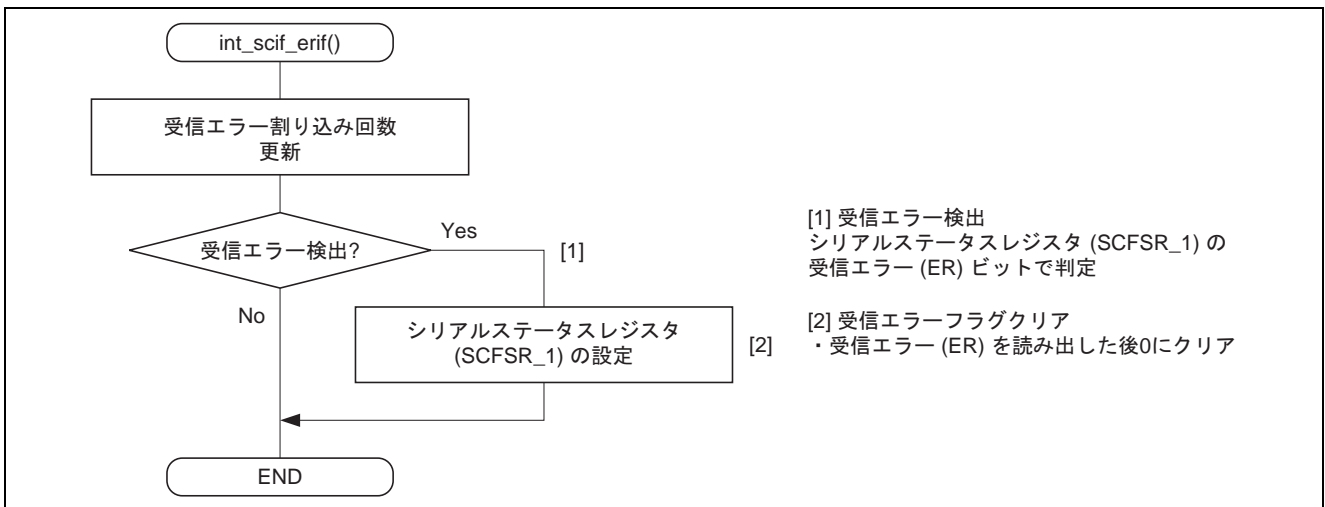 int_scif_erif()
受信エラー割り込み回数
更新
受信エラー検出?
Yes
[1]
No
シリアルステータスレジスタ
(SCFSR_1) の設定
[2]
END
[1] 受信エラー検出
シリアルステータスレジスタ (SCFSR_1) の
受信エラー (ER) ビットで判定
[2] 受信エラーフラグクリア
・受信エラー (ER) を読み出した後0にクリア